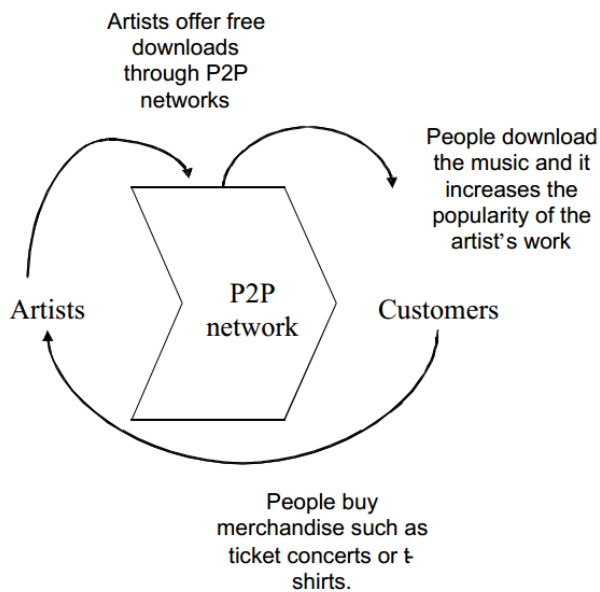 Artists offer free
downloads
through P2P
networks
People download
the music and it
increases the
popularity of the
artist's work
P2P
network
Artists
Customers
People buy
merchandise such as
ticket concerts or t-
shirts.